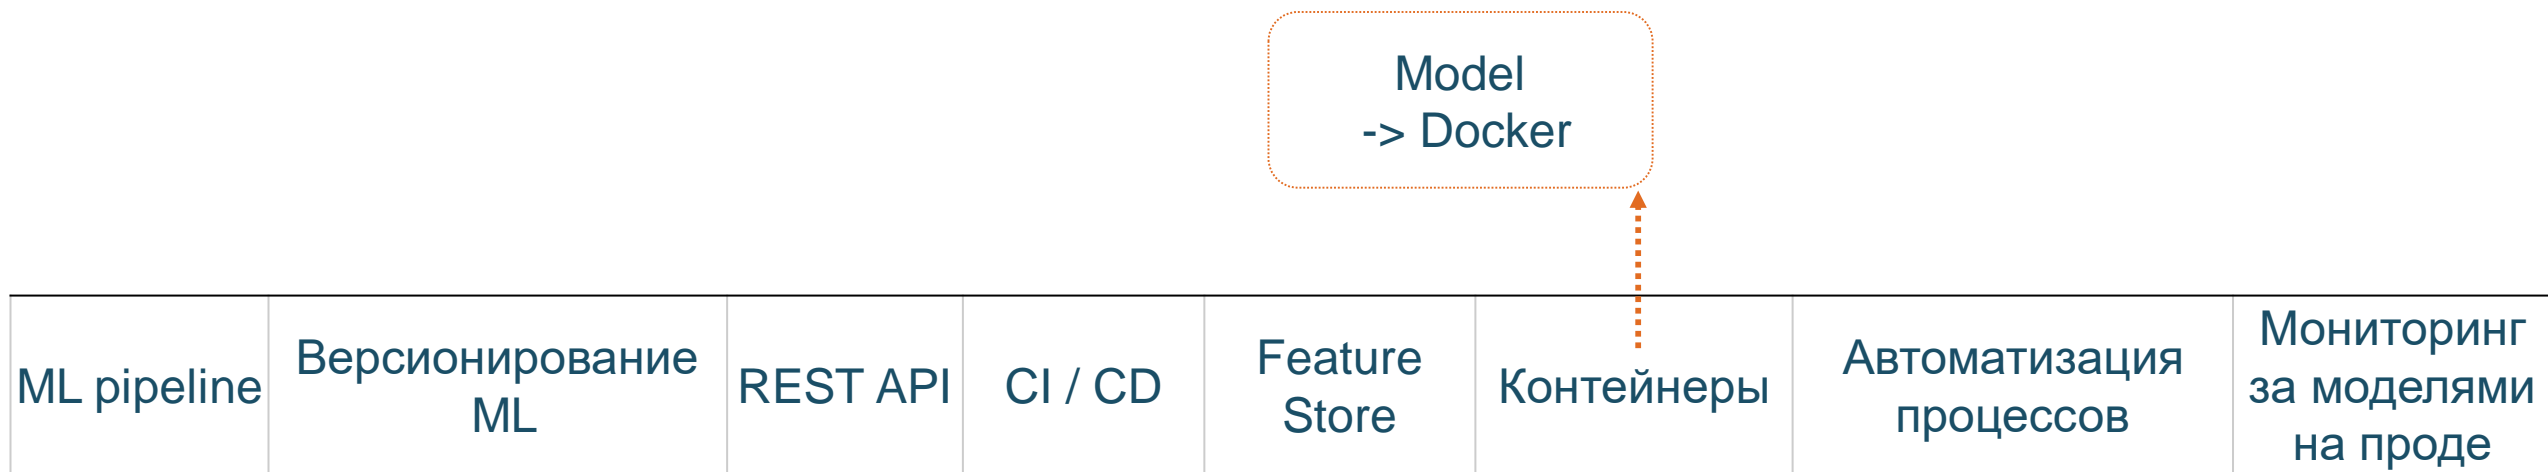 Model
-> Docker
ML pipeline
Версионирование
ML
REST API
CI / CD
Feature
Store
Контейнеры
Автоматизация
процессов
Мониторинг
за моделями
на проде